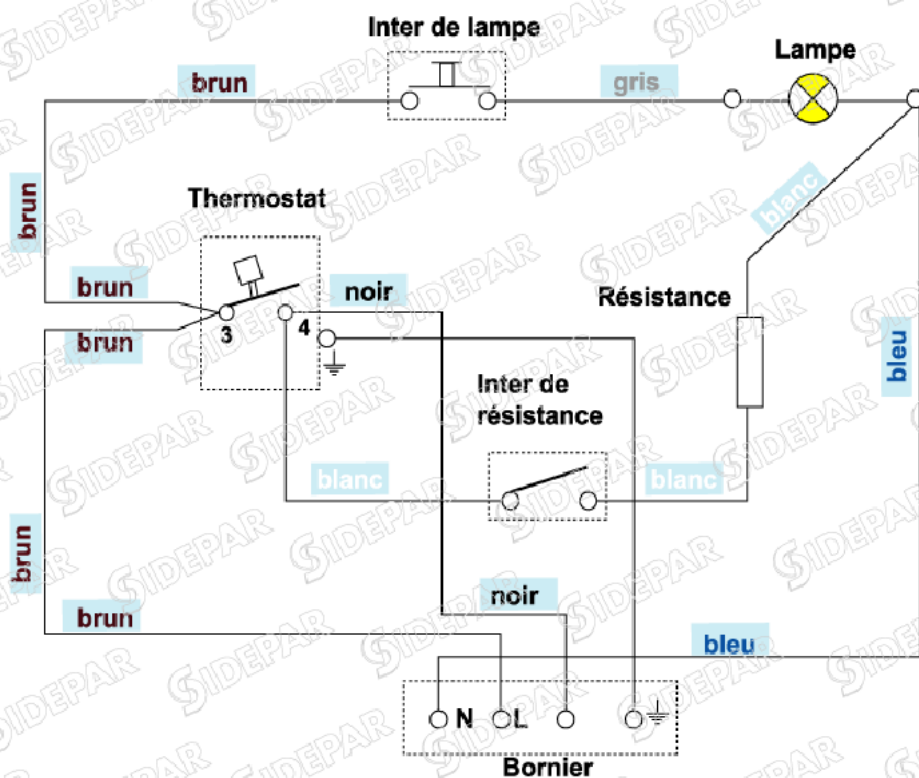 Inter de lampe
Lampe
brun
gris
brun
blanc
Thermostat
brun
noir
Résistance
3
4
brun
bleu
Inter de
résistance
blanc
blanc
brun
noir
brun
bleu
N
L
Bornier
SIDEPAR